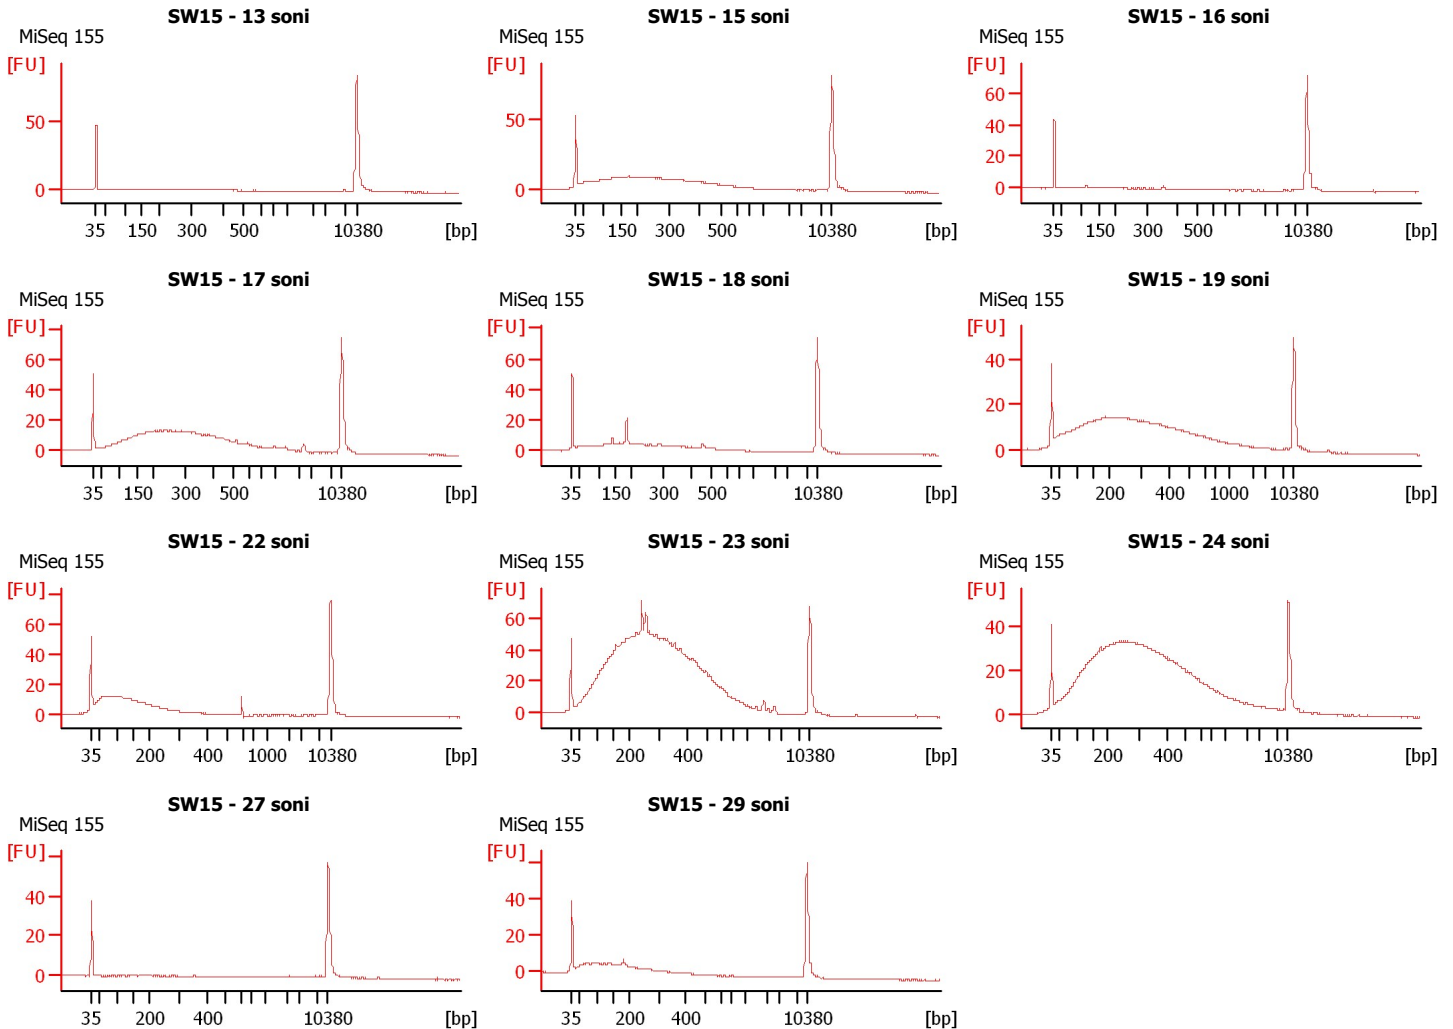 SW15 - 13 soni
MiSeq 155
[FU]
50
0
35 150 300 500 10380 [bp]
SW15 - 15 soni
MiSeq 155
[FU]
50
0
35 150 300 500 10380 [bp]
SW15 - 16 soni
MiSeq 155
[FU]
60
40
20
0
35 150 300 500 10380 [bp]
SW15 - 17 soni
MiSeq 155
[FU]
60
40
20
0
35 150 300 500 10380 [bp]
SW15 - 18 soni
MiSeq 155
[FU]
60
40
20
0
35 150 300 500 10380 [bp]
SW15 - 19 soni
MiSeq 155
[FU]
40
20
0
35 200 400 1000 10380 [bp]
SW15 - 22 soni
MiSeq 155
[FU]
60
40
20
0
35 200 400 1000 10380 [bp]
SW15 - 23 soni
MiSeq 155
[FU]
60
40
20
0
35 200 400 10380 [bp]
SW15 - 24 soni
MiSeq 155
[FU]
40
20
0
35 200 400 10380 [bp]
SW15 - 27 soni
MiSeq 155
[FU]
40
20
0
35 200 400 10380 [bp]
SW15 - 29 soni
MiSeq 155
[FU]
40
20
0
35 200 400 10380 [bp]